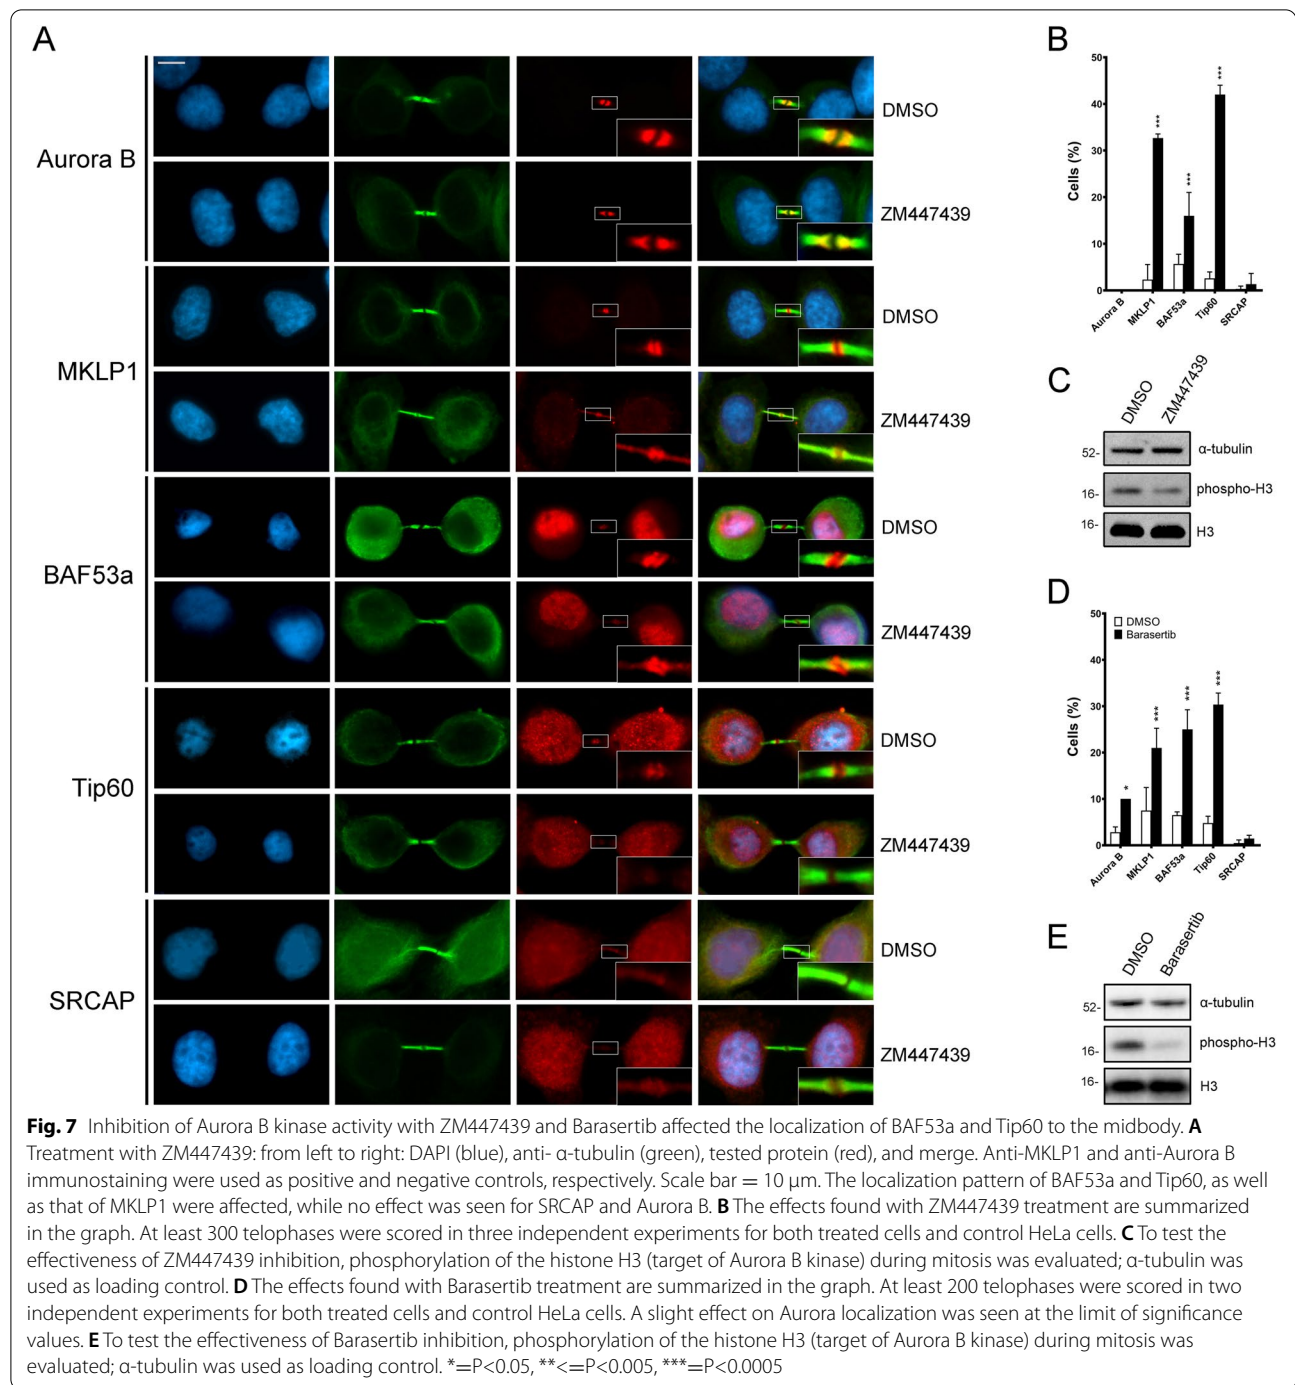 A
Aurora B
DMSO
ZM447439
MKLP1
DMSO
ZM447439
BAF53a
DMSO
ZM447439
Tip60
DMSO
ZM447439
SRCAP
DMSO
ZM447439
B
50
40
30
20
10
0
Cells (%)
***
***
***
Aurora B
MKLP1
BAF53a
Tip60
SRCAP
C
DMSO
ZM447439
52-
α-tubulin
16-
phospho-H3
16-
H3
D
DMSO
Barasertib
50
40
30
20
10
0
Cells (%)
*
***
***
***
Aurora B
MKLP1
BAF53a
Tip60
SRCAP
E
DMSO
Barasertib
52-
α-tubulin
16-
phospho-H3
16-
H3
Fig. 7 Inhibition of Aurora B kinase activity with ZM447439 and Barasertib affected the localization of BAF53a and Tip60 to the midbody. A
Treatment with ZM447439: from left to right: DAPI (blue), anti- α-tubulin (green), tested protein (red), and merge. Anti-MKLP1 and anti-Aurora B
immunostaining were used as positive and negative controls, respectively. Scale bar = 10 μm. The localization pattern of BAF53a and Tip60, as well
as that of MKLP1 were affected, while no effect was seen for SRCAP and Aurora B. B The effects found with ZM447439 treatment are summarized
in the graph. At least 300 telophases were scored in three independent experiments for both treated cells and control HeLa cells. C To test the
effectiveness of ZM447439 inhibition, phosphorylation of the histone H3 (target of Aurora B kinase) during mitosis was evaluated; α-tubulin was
used as loading control. D The effects found with Barasertib treatment are summarized in the graph. At least 200 telophases were scored in two
independent experiments for both treated cells and control HeLa cells. A slight effect on Aurora localization was seen at the limit of significance
values. E To test the effectiveness of Barasertib inhibition, phosphorylation of the histone H3 (target of Aurora B kinase) during mitosis was
evaluated; α-tubulin was used as loading control. *=P<0.05, **<=P<0.005, ***=P<0.0005